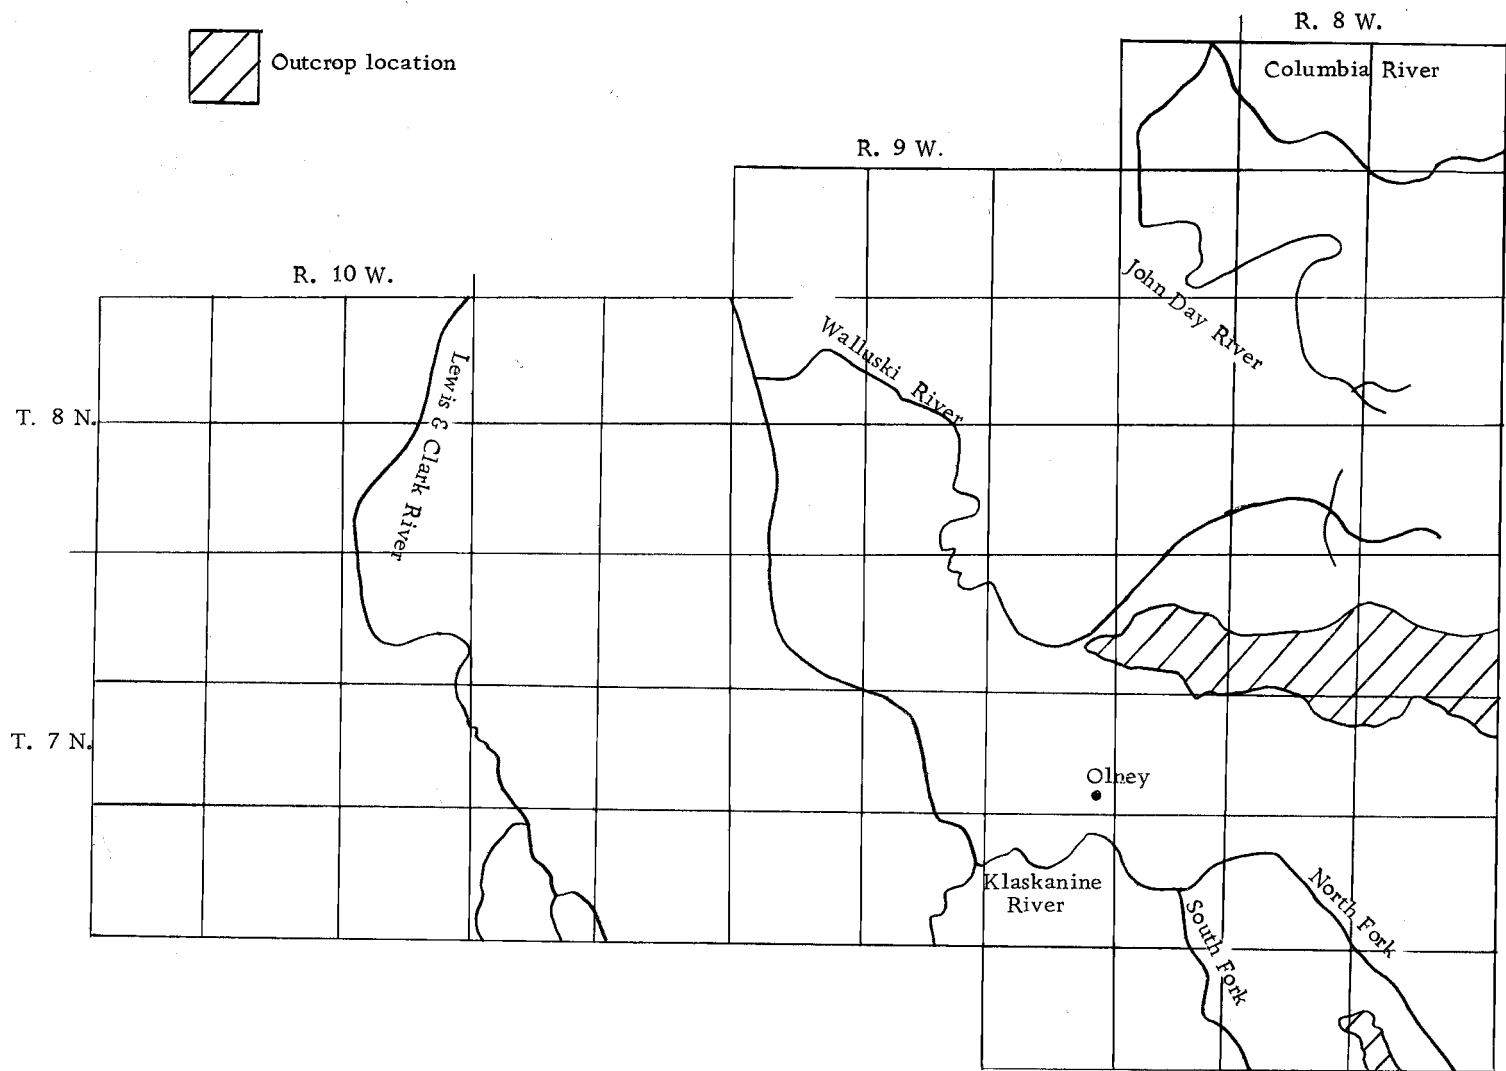 R. 8 W.
Outcrop location
Columbia River
R. 9 W.
John Day River
R. 10 W.
Walluski River
Lewis & Clark River
T. 8 N.
T. 7 N.
Olney
Klaskanine
River
North Fork
South Fork